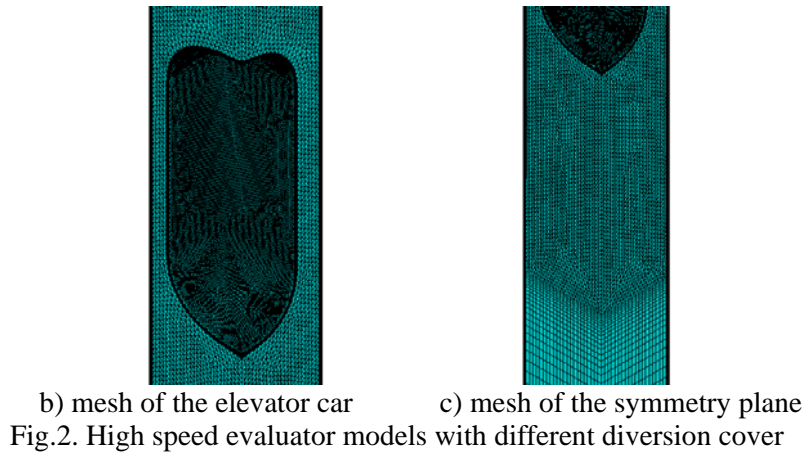 b) mesh of the elevator car c) mesh of the symmetry plane
Fig.2. High speed evaluator models with different diversion cover